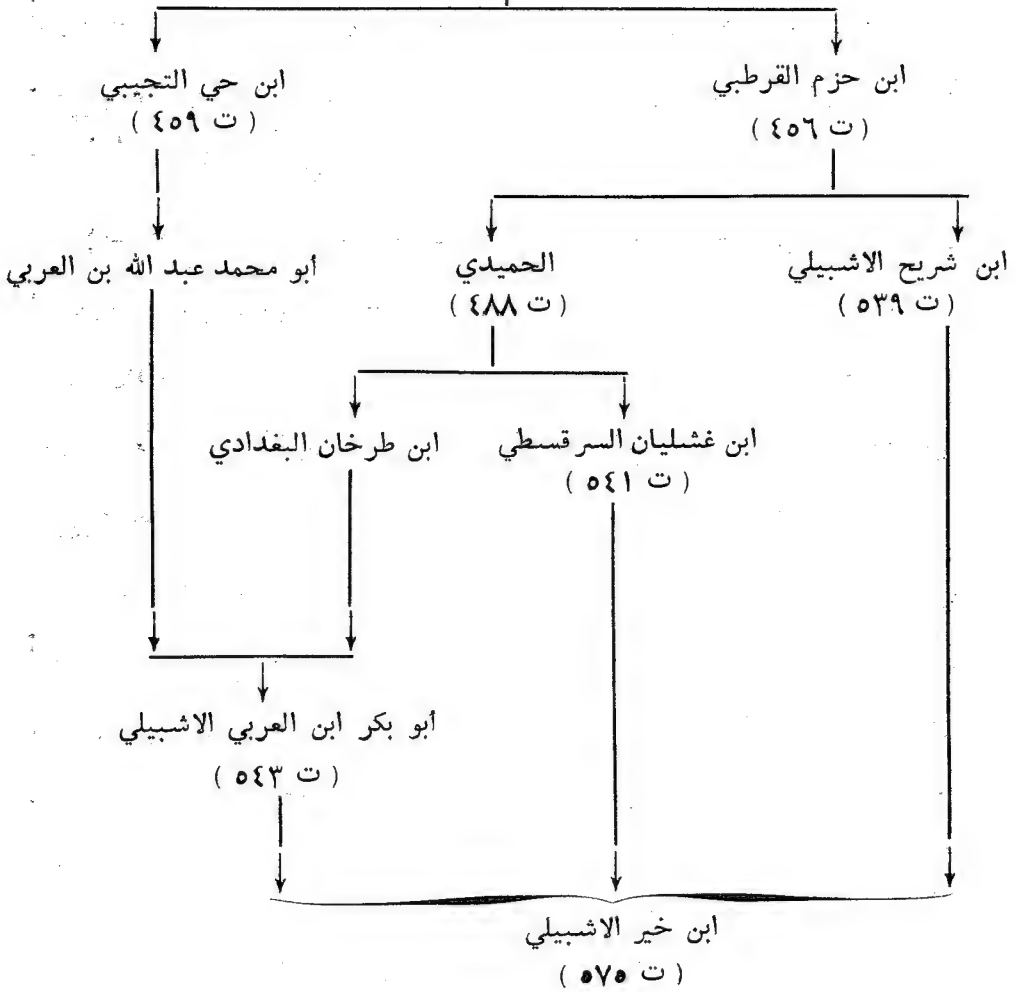 ابن حزم القرطبي
( ت ٤٥٦ )
ابن حي التجيبي
( ت ٤٥٩ )
ابن شريح الاشبيلي
( ت ٥٣٩ )
الحميدي
( ت ٤٨٨ )
أبو محمد عبد الله بن العربي
ابن غشليان السرقسطي
( ت ٥٤١ )
ابن طرخان البغدادي
أبو بكر ابن العربي الاشبيلي
( ت ٥٤٣ )
ابن خير الاشبيلي
( ت ٥٧٥ )